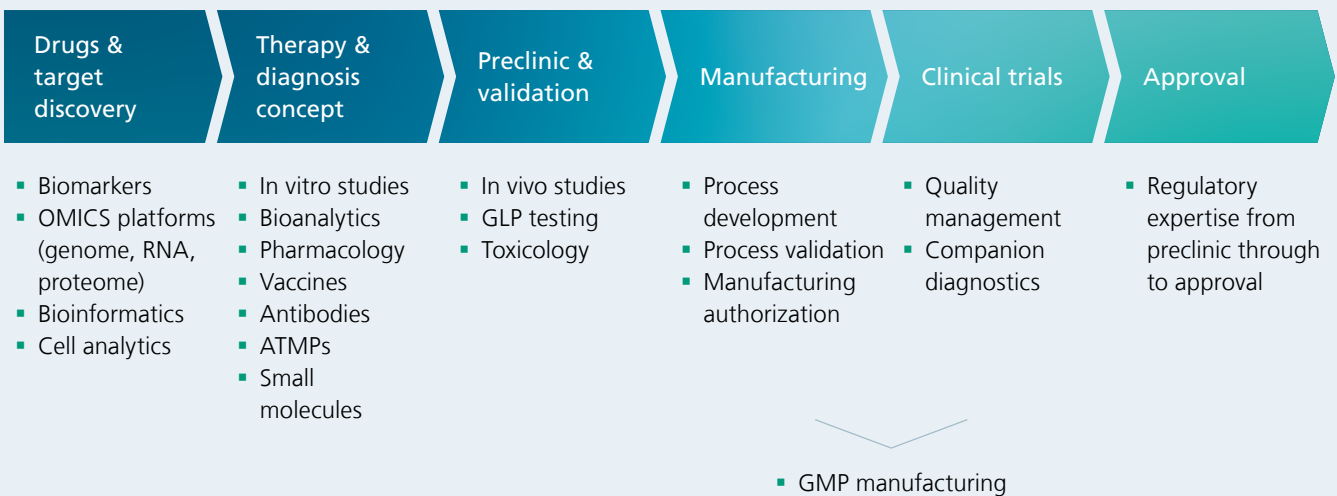 Drugs &
target
discovery
Therapy &
diagnosis
concept
Preclinic &
validation
Manufacturing
Clinical trials
Approval
▪ Biomarkers
▪ OMICS platforms
(genome, RNA,
proteome)
▪ Bioinformatics
▪ Cell analytics
▪ In vitro studies
▪ Bioanalytics
▪ Pharmacology
▪ Vaccines
▪ Antibodies
▪ ATMPs
▪ Small
molecules
▪ In vivo studies
▪ GLP testing
▪ Toxicology
▪ Process
development
▪ Process validation
▪ Manufacturing
authorization
▪ Quality
management
▪ Companion
diagnostics
▪ Regulatory
expertise from
preclinic through
to approval
▪ GMP manufacturing